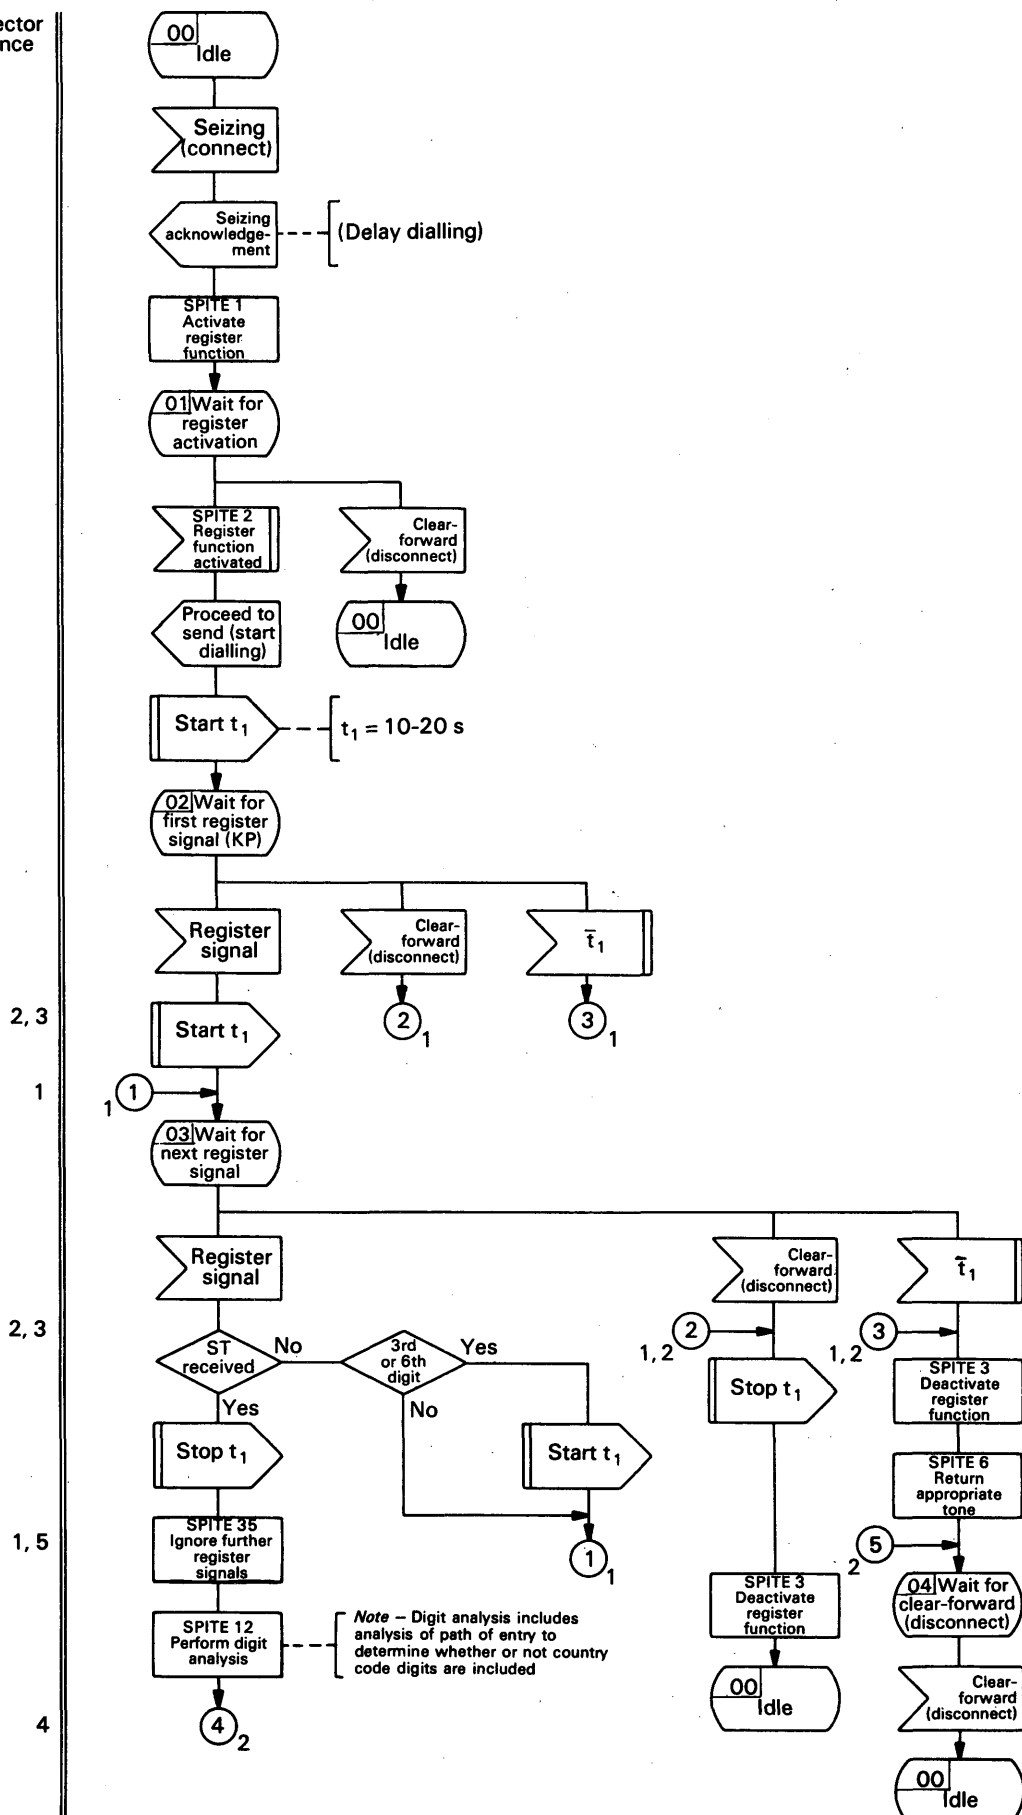 ector
nce
00
Idle
Seizing
(connect)
Seizing
acknowledge-
ment
(Delay dialling)
SPITE 1
Activate
register
function
01 Wait for
register
activation
SPITE 2
Register
function
activated
Clear-
forward
(disconnect)
Proceed to
send (start
dialling)
00
Idle
Start t1
t1 = 10-20 s
02 Wait for
first register
signal (KP)
Register
signal
Clear-
forward
(disconnect)
t̅1
2, 3
Start t1
2 1
3 1
1
1 1
03 Wait for
next register
signal
Register
signal
Clear-
forward
(disconnect)
t̅1
2, 3
ST
received
No
3rd
or 6th
digit
Yes
No
Yes
2
1, 2
3
1, 2
Stop t1
SPITE 3
Deactivate
register
function
Stop t1
Start t1
SPITE 6
Return
appropriate
tone
1, 5
SPITE 35
Ignore further
register
signals
1 1
5
2
SPITE 3
Deactivate
register
function
04 Wait for
clear-forward
(disconnect)
SPITE 12
Perform digit
analysis
Note – Digit analysis includes
analysis of path of entry to
determine whether or not country
code digits are included
00
Idle
Clear-
forward
(disconnect)
4
4 2
00
Idle